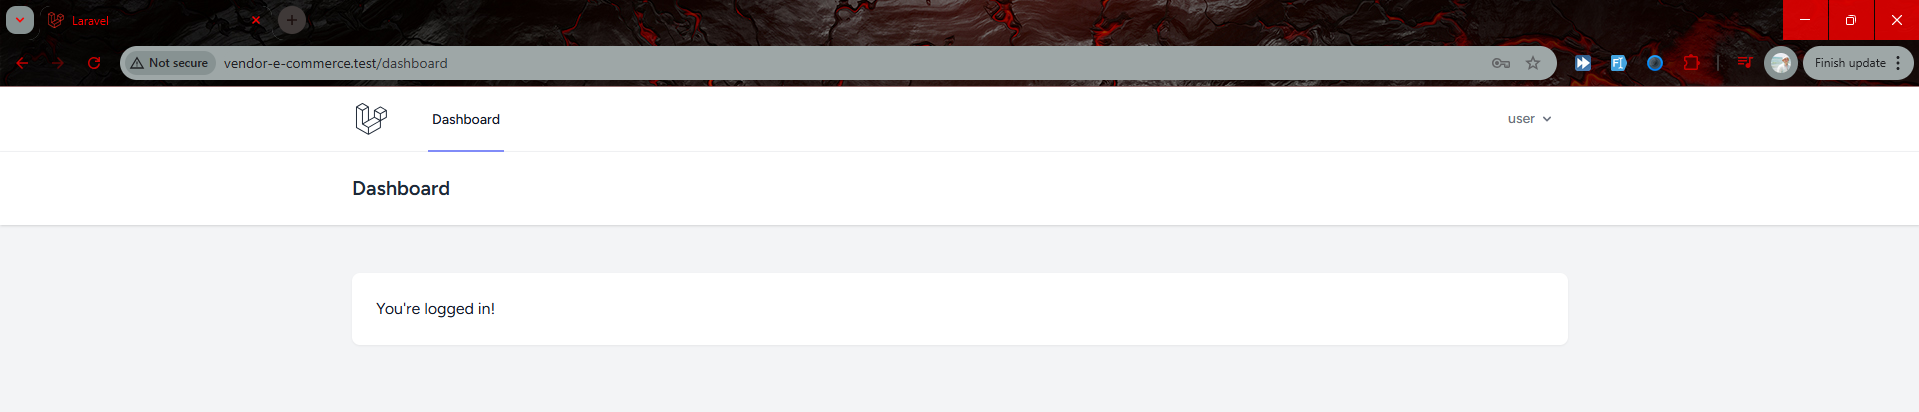 Laravel
Not secure
vendor-e-commerce.test/dashboard
Finish update
Dashboard
user
Dashboard
You're logged in!